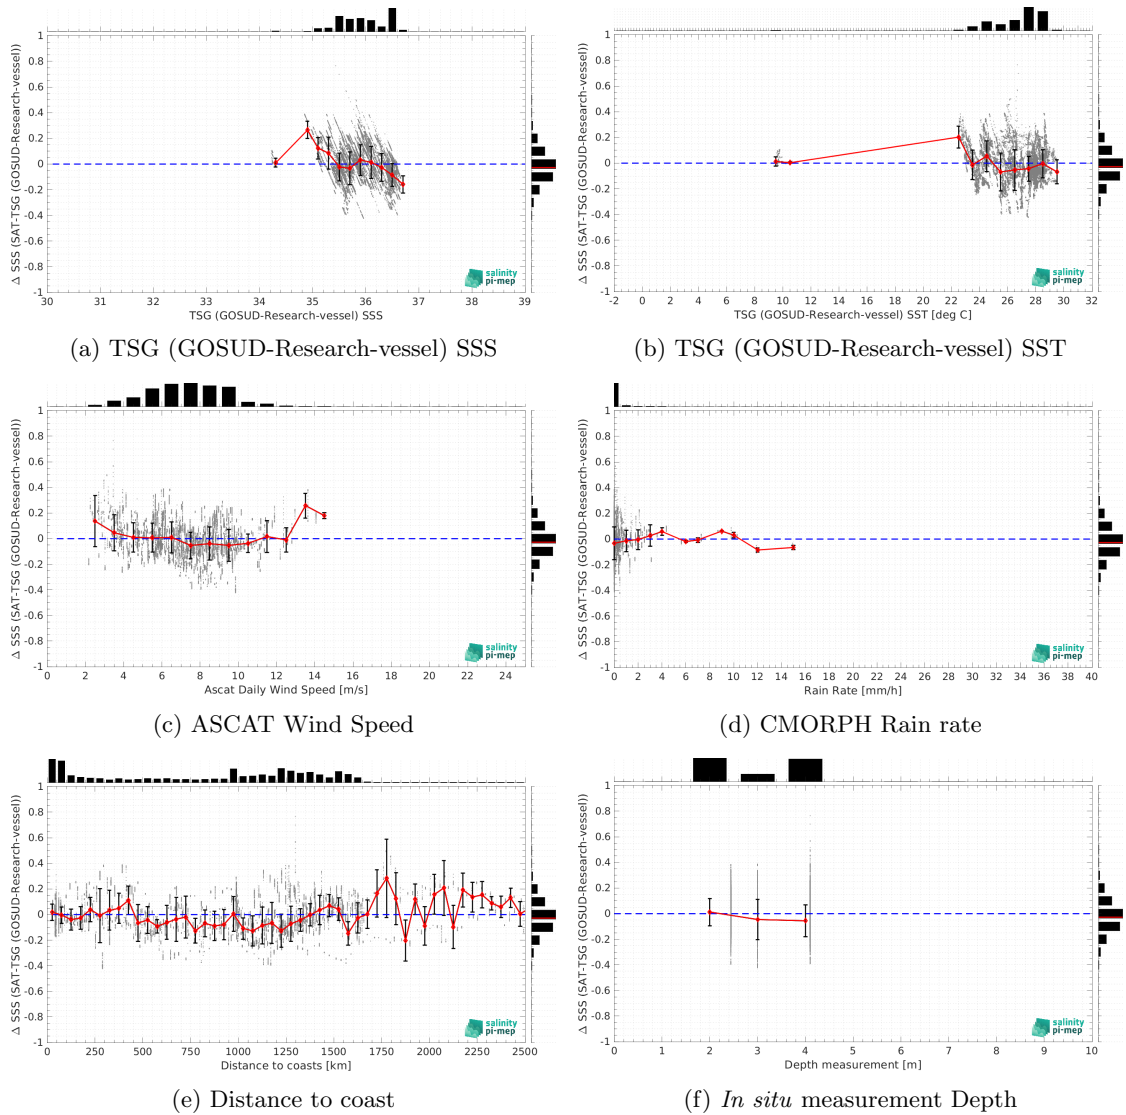 1
0.8
0.6
0.4
0.2
0
-0.2
-0.4
-0.6
-0.8
-1
Δ SSS (SAT-TSG (GOSUD-Research-vessel))
30 31 32 33 34 35 36 37 38 39
TSG (GOSUD-Research-vessel) SSS
salinity
pi-mep
(a) TSG (GOSUD-Research-vessel) SSS
1
0.8
0.6
0.4
0.2
0
-0.2
-0.4
-0.6
-0.8
-1
Δ SSS (SAT-TSG (GOSUD-Research-vessel))
-2 0 2 4 6 8 10 12 14 16 18 20 22 24 26 28 30 32
TSG (GOSUD-Research-vessel) SST [deg C]
salinity
pi-mep
(b) TSG (GOSUD-Research-vessel) SST
1
0.8
0.6
0.4
0.2
0
-0.2
-0.4
-0.6
-0.8
-1
Δ SSS (SAT-TSG (GOSUD-Research-vessel))
0 2 4 6 8 10 12 14 16 18 20 22 24
Ascat Daily Wind Speed [m/s]
salinity
pi-mep
(c) ASCAT Wind Speed
1
0.8
0.6
0.4
0.2
0
-0.2
-0.4
-0.6
-0.8
-1
Δ SSS (SAT-TSG (GOSUD-Research-vessel))
0 2 4 6 8 10 12 14 16 18 20 22 24 26 28 30 32 34 36 38 40
Rain Rate [mm/h]
salinity
pi-mep
(d) CMORPH Rain rate
1
0.8
0.6
0.4
0.2
0
-0.2
-0.4
-0.6
-0.8
-1
Δ SSS (SAT-TSG (GOSUD-Research-vessel))
0 250 500 750 1000 1250 1500 1750 2000 2250 2500
Distance to coasts [km]
salinity
pi-mep
(e) Distance to coast
1
0.8
0.6
0.4
0.2
0
-0.2
-0.4
-0.6
-0.8
-1
Δ SSS (SAT-TSG (GOSUD-Research-vessel))
0 1 2 3 4 5 6 7 8 9 10
Depth measurement [m]
salinity
pi-mep
(f) In situ measurement Depth